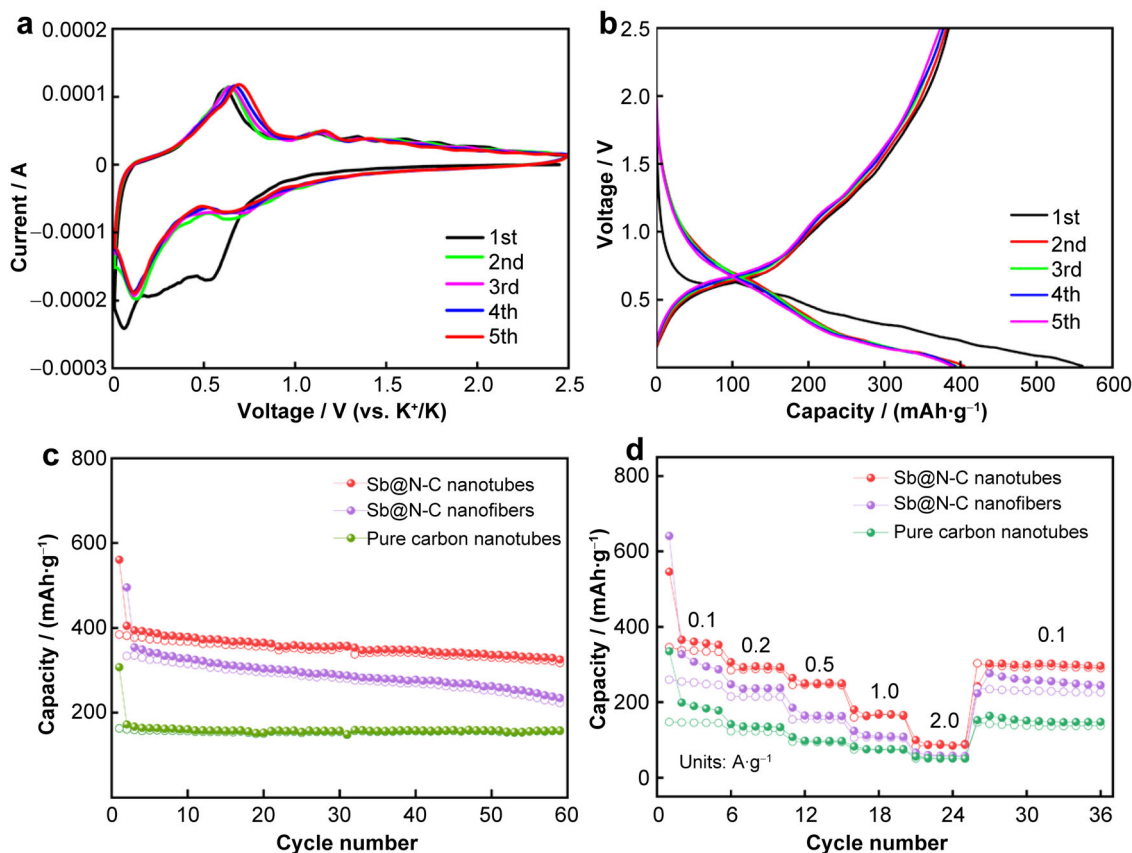 a
0.0002
0.0001
0
−0.0001
−0.0002
−0.0003
Current / A
1st
2nd
3rd
4th
5th
0 0.5 1.0 1.5 2.0 2.5
Voltage / V (vs. K⁺/K)
b
2.5
2.0
1.5
1.0
0.5
Voltage / V
1st
2nd
3rd
4th
5th
0 100 200 300 400 500 600
Capacity / (mAh·g⁻¹)
c
800
600
400
200
Capacity / (mAh·g⁻¹)
Sb@N-C nanotubes
Sb@N-C nanofibers
Pure carbon nanotubes
0 10 20 30 40 50 60
Cycle number
d
800
600
400
200
0
Capacity / (mAh·g⁻¹)
Sb@N-C nanotubes
Sb@N-C nanofibers
Pure carbon nanotubes
0.1
0.2
0.5
1.0
2.0
0.1
Units: A·g⁻¹
0 6 12 18 24 30 36
Cycle number